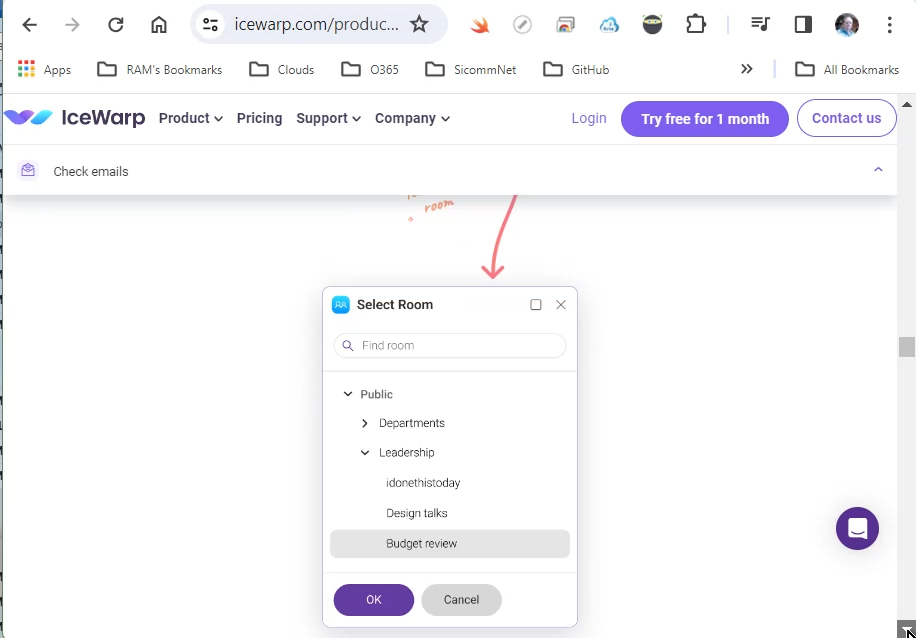 icewarp.com/produc...
Apps
RAM's Bookmarks
Clouds
O365
SicommNet
GitHub
All Bookmarks
IceWarp
Product
Pricing
Support
Company
Login
Try free for 1 month
Contact us
Check emails
room
Select Room
Find room
Public
Departments
Leadership
idonethistoday
Design talks
Budget review
OK
Cancel